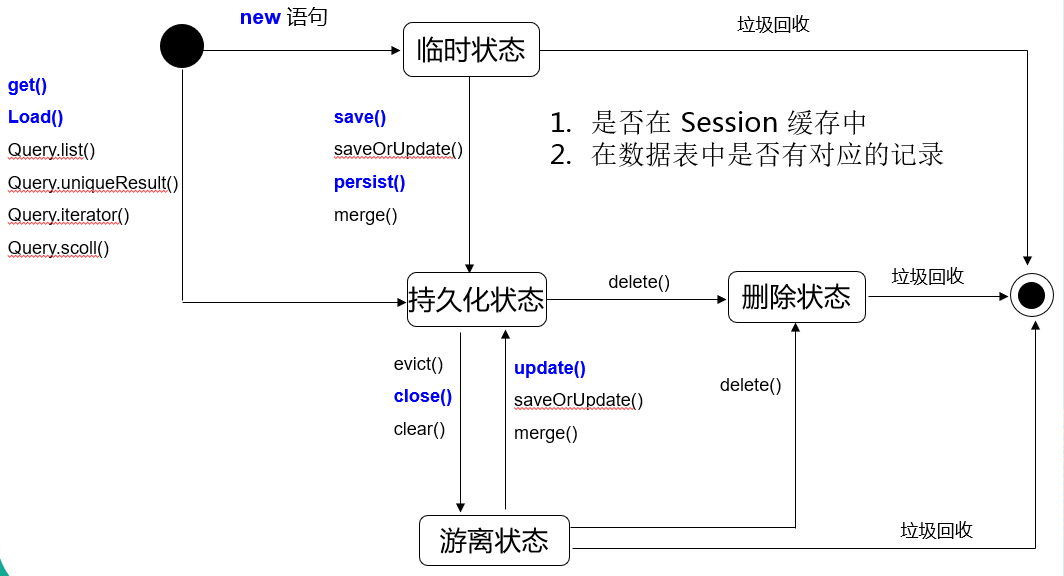 new 语句
临时状态
垃圾回收
get()
Load()
Query.list()
Query.uniqueResult()
Query.iterator()
Query.scoll()
save()
saveOrUpdate()
persist()
merge()
1. 是否在 Session 缓存中
2. 在数据表中是否有对应的记录
持久化状态
delete()
删除状态
垃圾回收
evict()
close()
clear()
update()
saveOrUpdate()
merge()
delete()
游离状态
垃圾回收